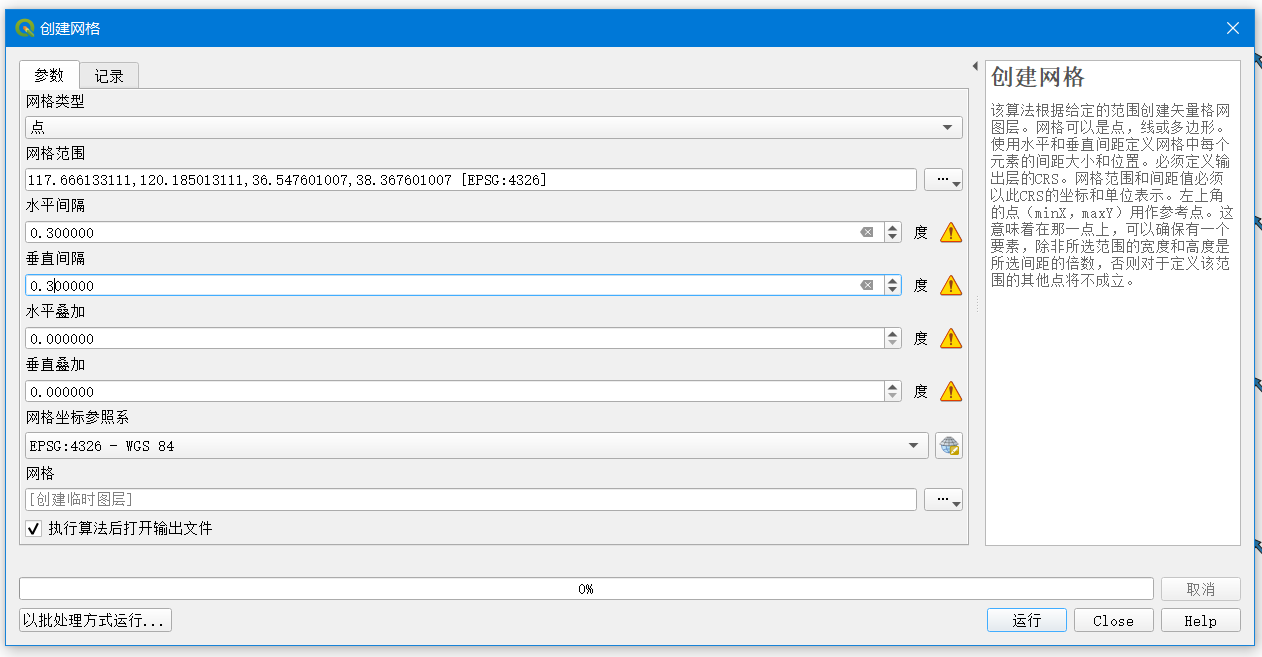 创建网格
参数
记录
网格类型
点
网格范围
117.666133111,120.185013111,36.547601007,38.367601007 [EPSG:4326]
...
水平间隔
0.300000
度
垂直间隔
0.300000
度
水平叠加
0.000000
度
垂直叠加
0.000000
度
网格坐标参照系
EPSG:4326 - WGS 84
网格
[创建临时图层]
...
执行算法后打开输出文件
创建网格
该算法根据给定的范围创建矢量格网
图层。网格可以是点，线或多边形。
使用水平和垂直间距定义网格中每个
元素的间距大小和位置。必须定义输
出层的CRS。网格范围和间距值必须
以此CRS的坐标和单位表示。左上角
的点（minX，maxY）用作参考点。这
意味着在那一点上，可以确保有一个
要素，除非所选范围的宽度和高度是
所选间距的倍数，否则对于定义该范
围的其他点将不成立。
0%
取消
以批处理方式运行...
运行
Close
Help